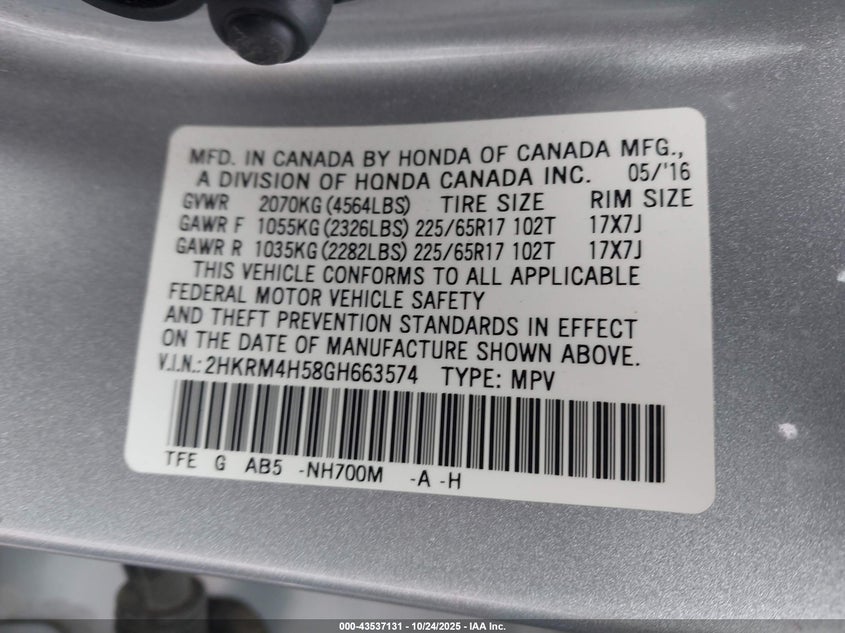 MFD. IN CANADA BY HONDA OF CANADA MFG.,
A DIVISION OF HONDA CANADA INC. 05/'16
GVWR 2070KG (4564LBS) TIRE SIZE RIM SIZE
GAWR F 1055KG (2326LBS) 225/65R17 102T 17X7J
GAWR R 1035KG (2282LBS) 225/65R17 102T 17X7J
THIS VEHICLE CONFORMS TO ALL APPLICABLE
FEDERAL MOTOR VEHICLE SAFETY
AND THEFT PREVENTION STANDARDS IN EFFECT
ON THE DATE OF MANUFACTURE SHOWN ABOVE.
V.I.N.: 2HKRM4H58GH663574 TYPE: MPV
TFE G AB5 -NH700M -A -H
000-43537131 - 10/24/2025 - IAA Inc.